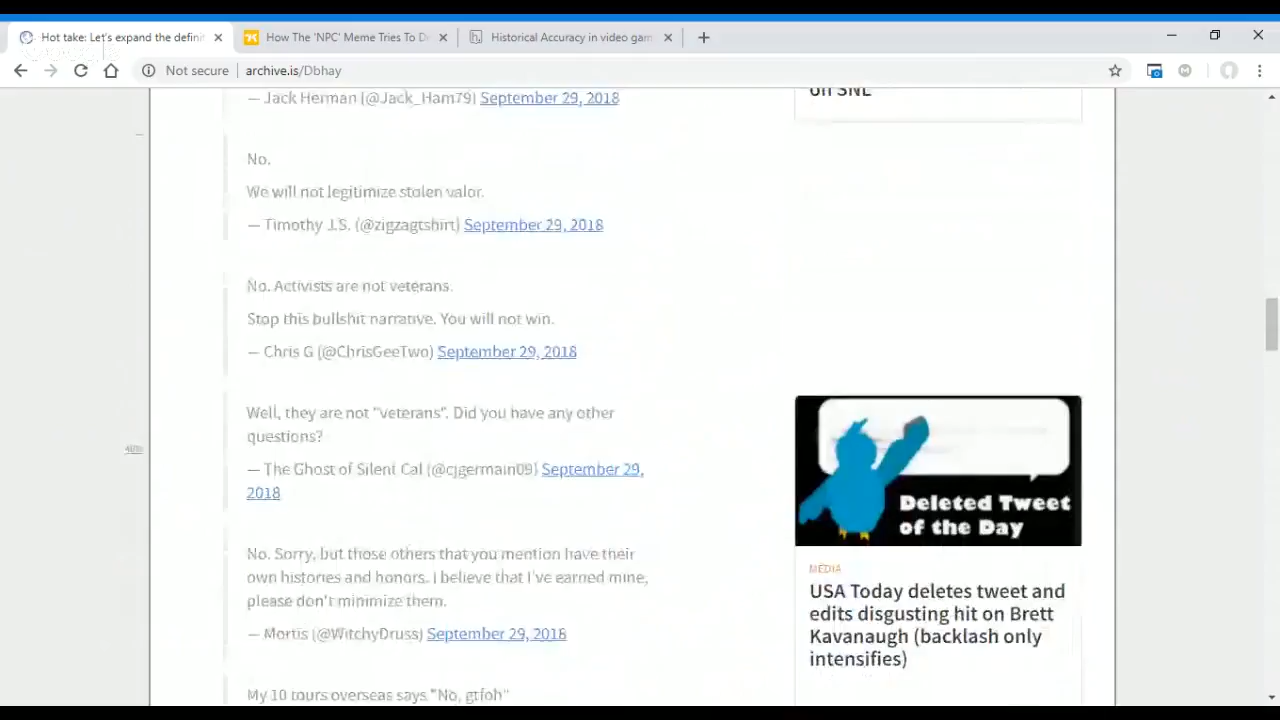 Hot take: Let's expand the defini
How The 'NPC' Meme Tries To D
Historical Accuracy in video gam
Not secure
archive.is/Dbhay
— Jack Herman (@Jack_Ham79) September 29, 2018
on SNL
No.
We will not legitimize stolen valor.
— Timothy J.S. (@zigzagtshirt) September 29, 2018
No. Activists are not veterans.
Stop this bullshit narrative. You will not win.
— Chris G (@ChrisGeeTwo) September 29, 2018
Well, they are not "veterans". Did you have any other
questions?
— The Ghost of Silent Cal (@cjgermain09) September 29,
2018
No. Sorry, but those others that you mention have their
own histories and honors. I believe that I've earned mine,
please don't minimize them.
— Mortis (@WitchyDruss) September 29, 2018
My 10 tours overseas says "No, gtfoh"
Deleted Tweet
of the Day
MEDIA
USA Today deletes tweet and
edits disgusting hit on Brett
Kavanaugh (backlash only
intensifies)